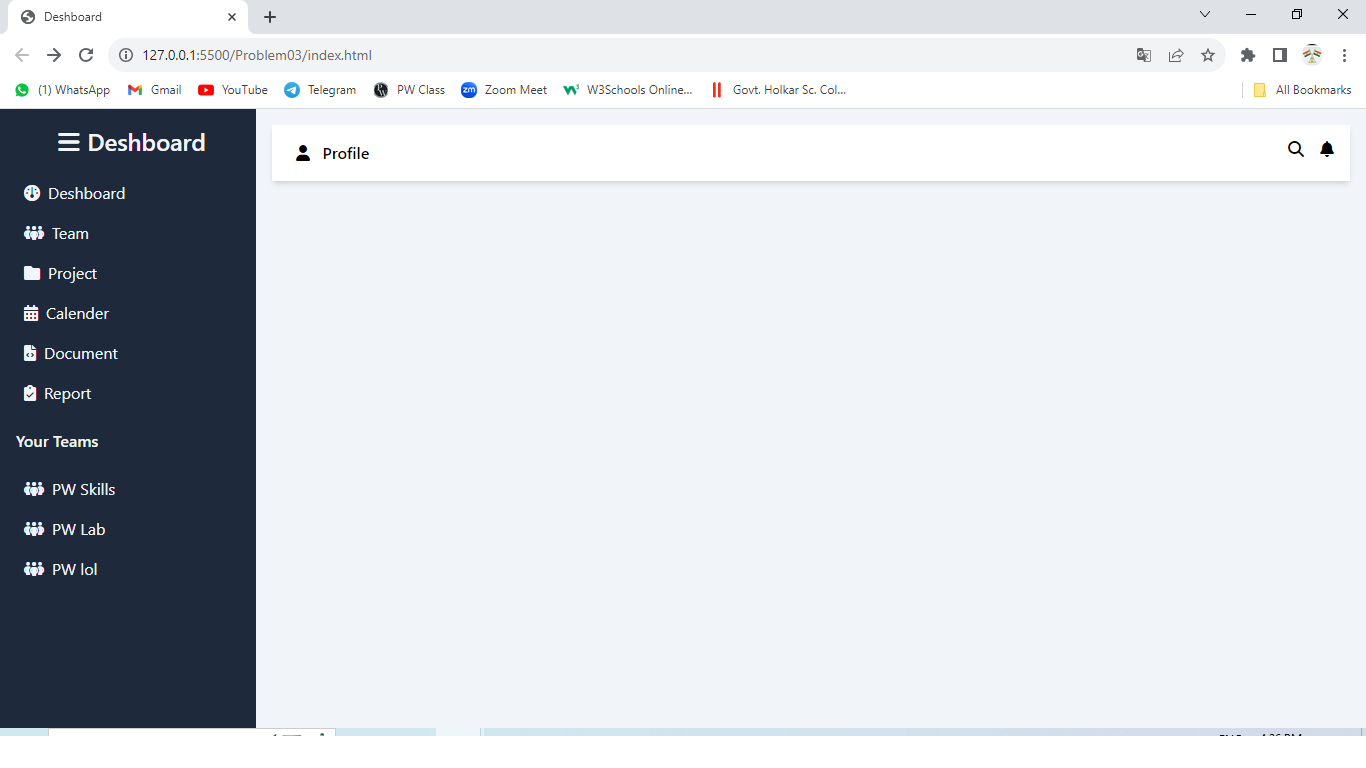 Deshboard
127.0.0.1:5500/Problem03/index.html
(1) WhatsApp Gmail YouTube Telegram PW Class zm Zoom Meet W3Schools Online... Govt. Holkar Sc. Col... All Bookmarks
Deshboard
Profile
Deshboard
Team
Project
Calender
Document
Report
Your Teams
PW Skills
PW Lab
PW lol